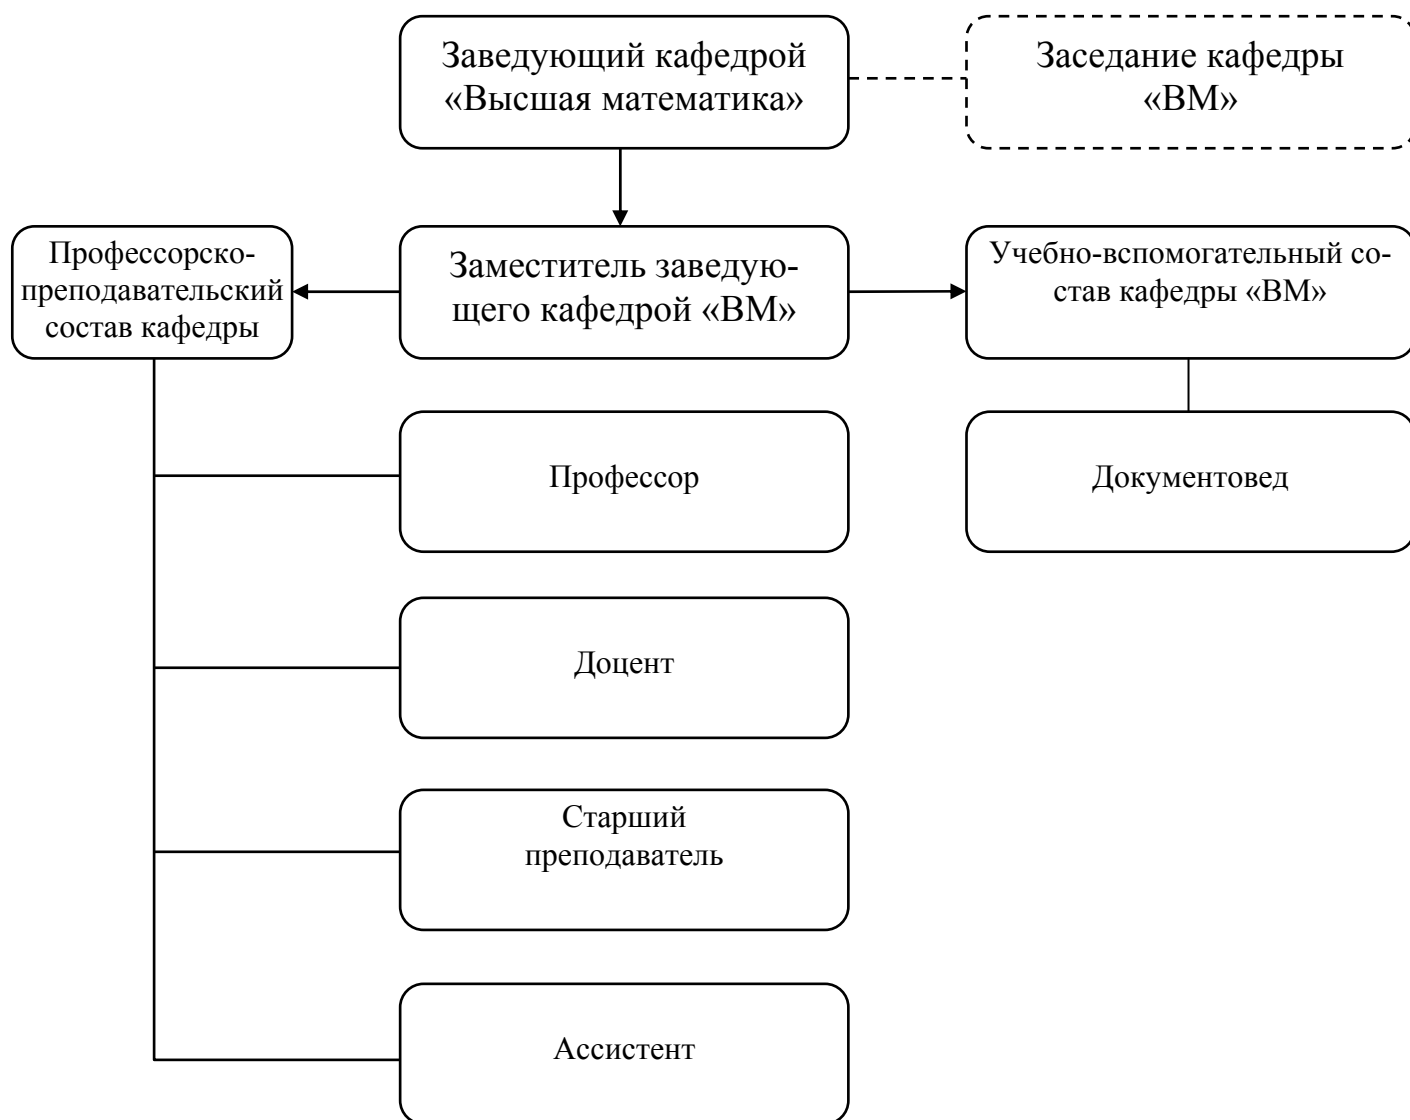 Заведующий кафедрой
«Высшая математика»
Заседание кафедры
«ВМ»
Профессорско-
преподавательский
состав кафедры
Заместитель заведую-
щего кафедрой «ВМ»
Учебно-вспомогательный со-
став кафедры «ВМ»
Профессор
Документовед
Доцент
Старший
преподаватель
Ассистент